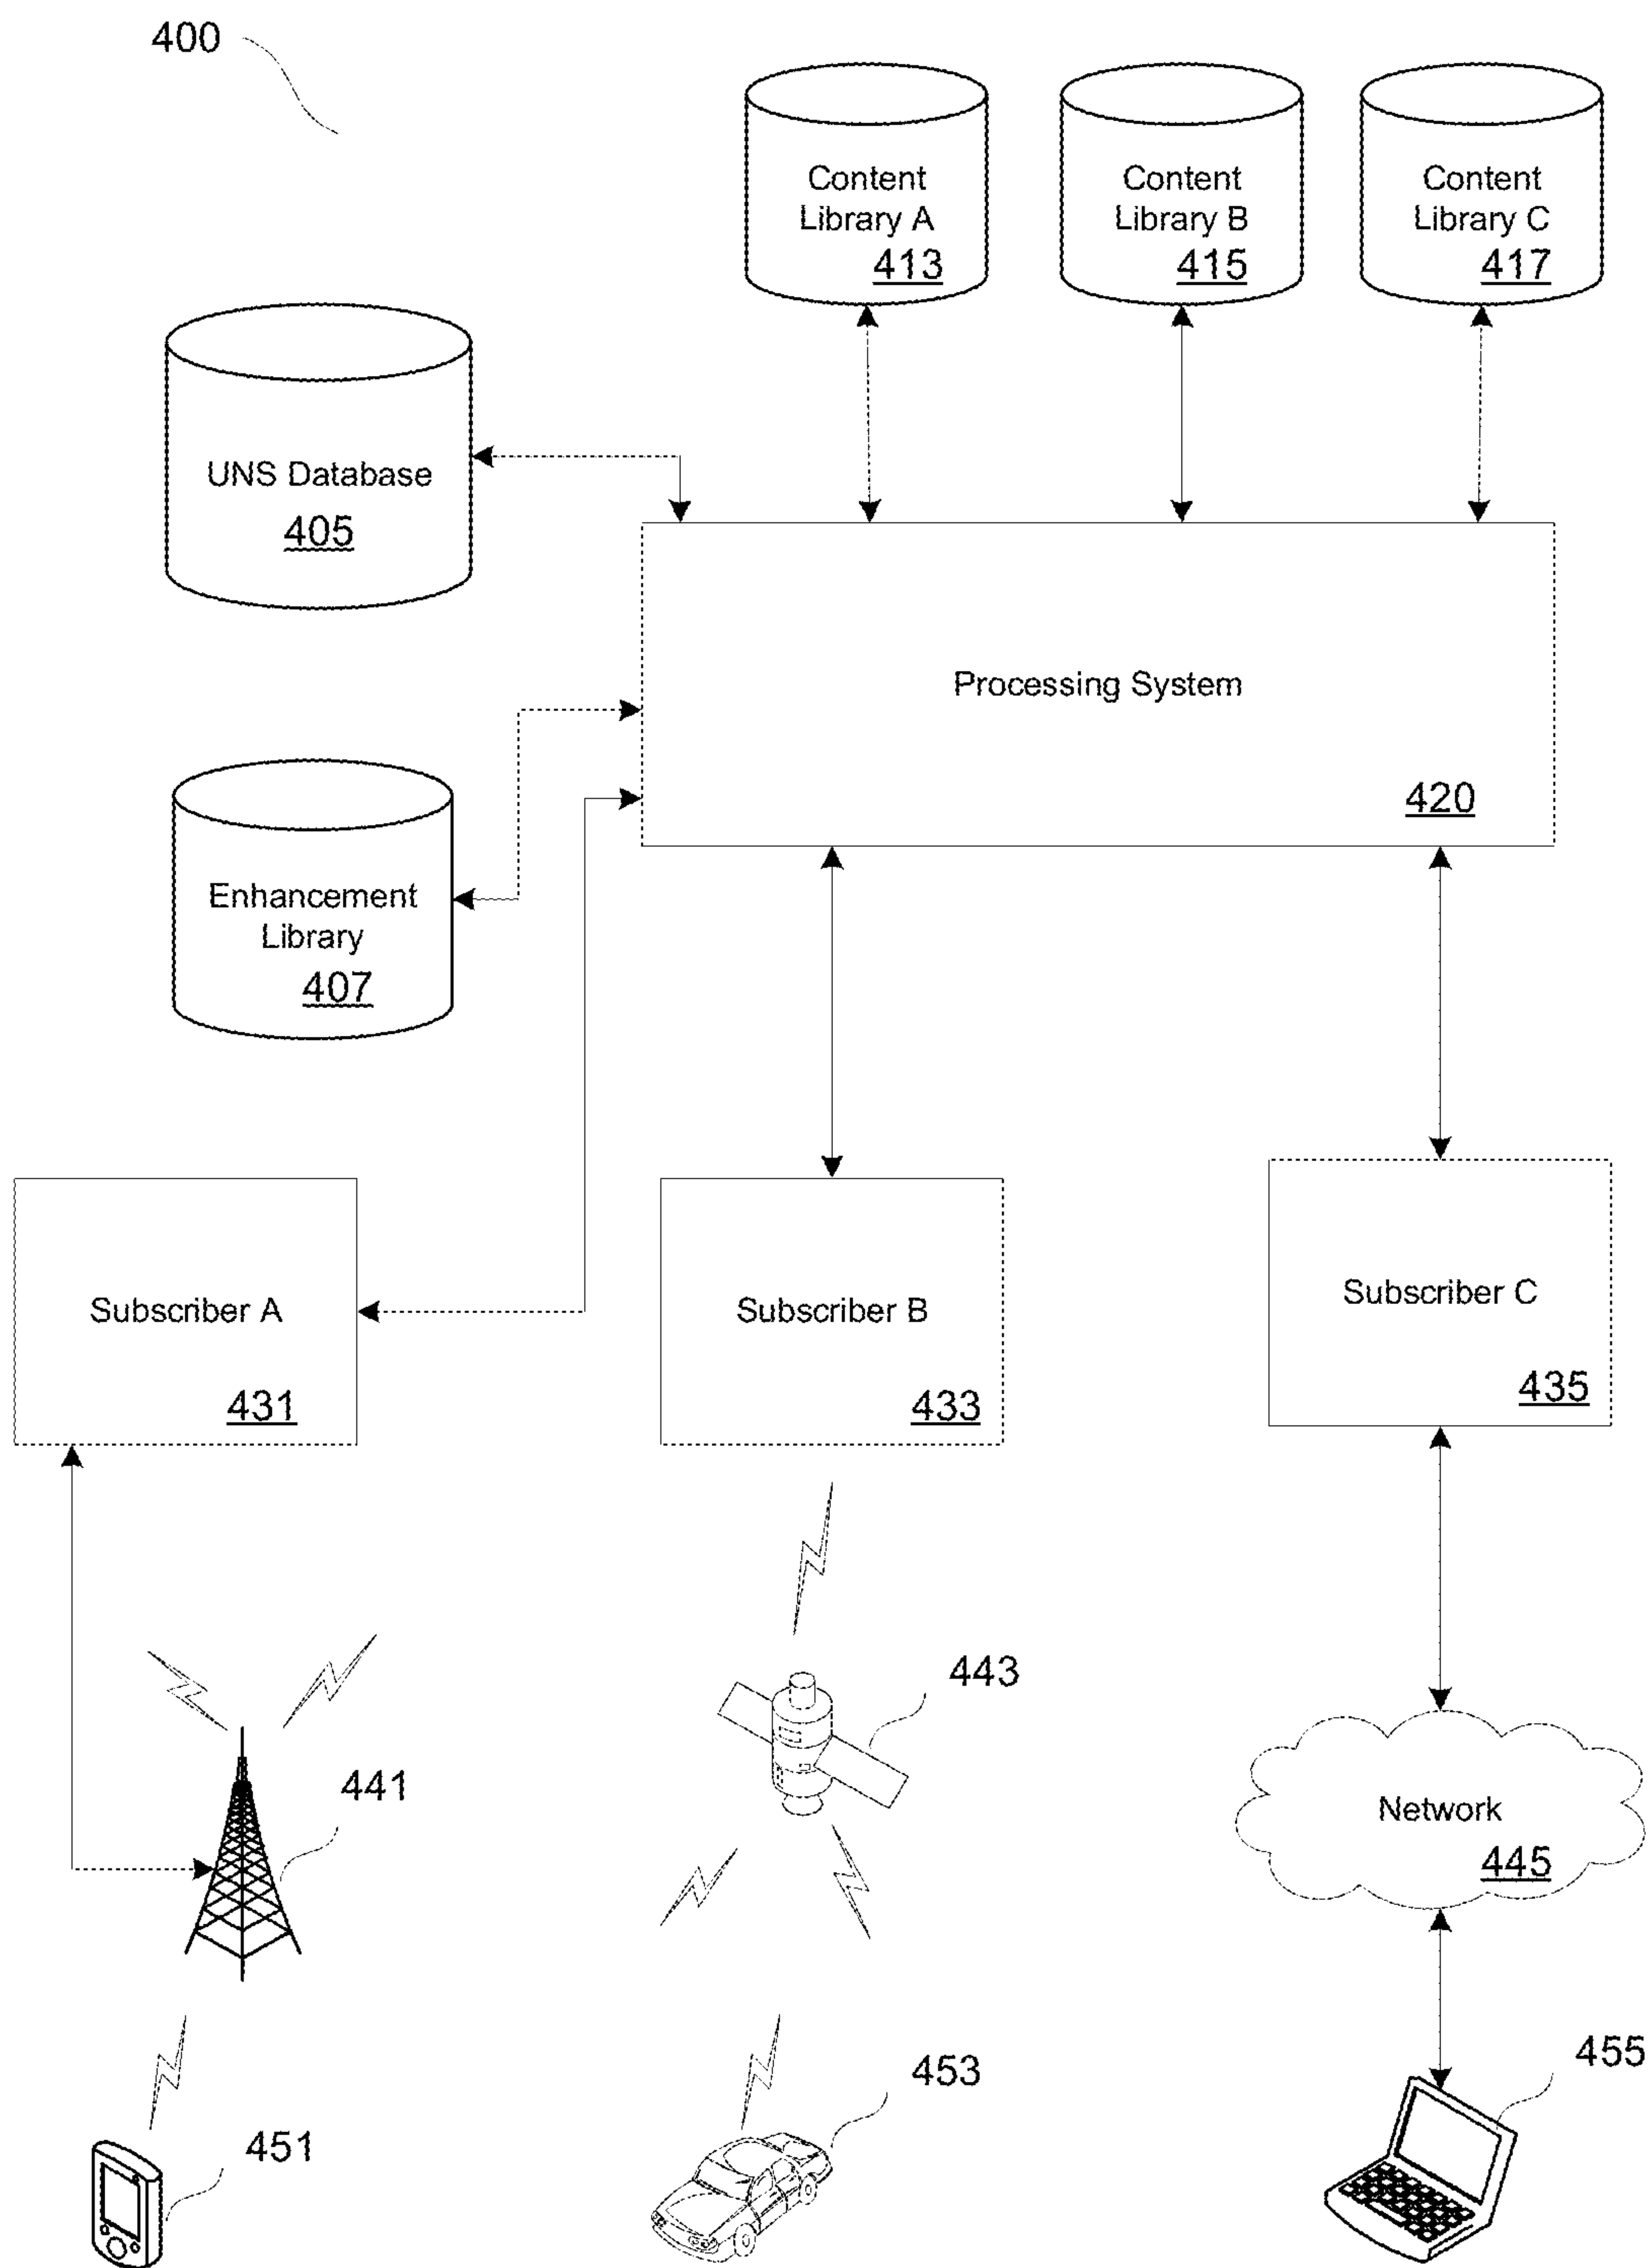 400
Content
Library A
413
Content
Library B
415
Content
Library C
417
UNS Database
405
Processing System
420
Enhancement
Library
407
Subscriber A
431
Subscriber B
433
Subscriber C
435
441
443
Network
445
451
453
455